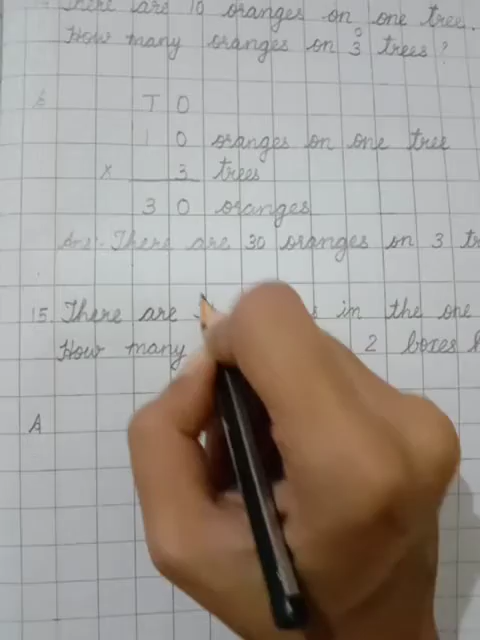 There are 10 oranges on one tree.
How many oranges on 3 trees?
T O
1 0 oranges on one tree
× 3 trees
3 0 oranges
Ans:- There are 30 oranges on 3
15. There are in the one
How many 2 boxes
A